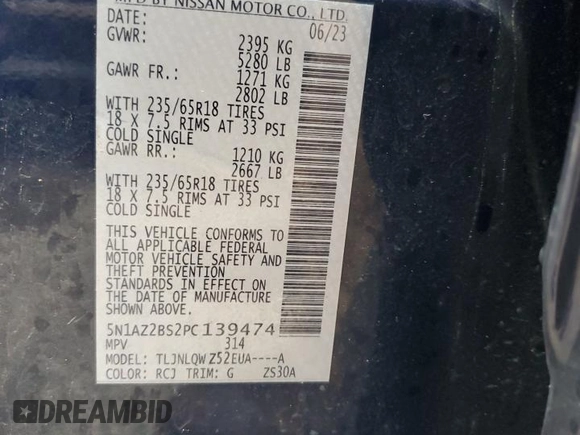 MFD BY NISSAN MOTOR CO., LTD.
DATE: 06/23
GVWR: 2395 KG
5280 LB
GAWR FR.: 1271 KG
2802 LB
WITH 235/65R18 TIRES
18 X 7.5 RIMS AT 33 PSI
COLD SINGLE
GAWR RR.: 1210 KG
2667 LB
WITH 235/65R18 TIRES
18 X 7.5 RIMS AT 33 PSI
COLD SINGLE
THIS VEHICLE CONFORMS TO
ALL APPLICABLE FEDERAL
MOTOR VEHICLE SAFETY AND
THEFT PREVENTION
STANDARDS IN EFFECT ON
THE DATE OF MANUFACTURE
SHOWN ABOVE.
5N1AZ2BS2PC139474
MPV 314
MODEL: TLJNLQW Z52EUA----A
COLOR: RCJ TRIM: G ZS30A
DREAMBID